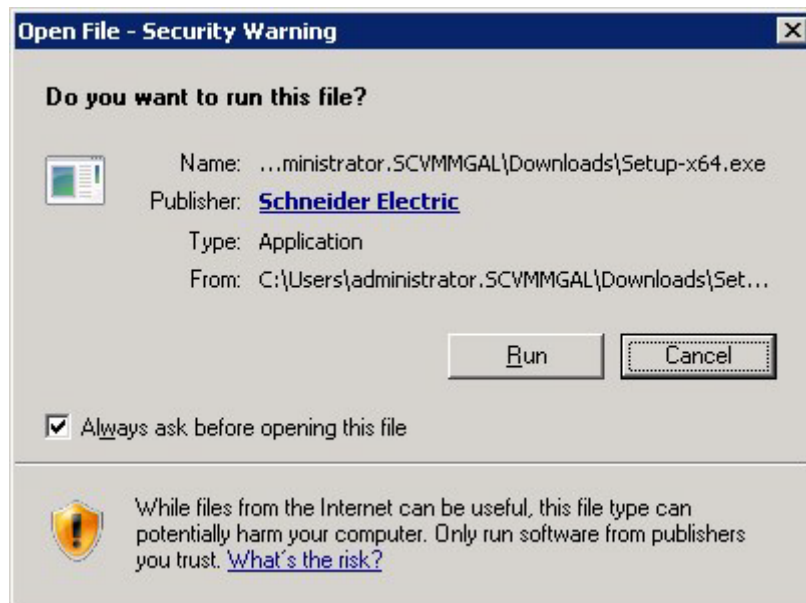 Open File - Security Warning
Do you want to run this file?
Name: ...ministrator.SCVMMGAL\Downloads\Setup-x64.exe
Publisher: Schneider Electric
Type: Application
From: C:\Users\administrator.SCVMMGAL\Downloads\Set...
Run Cancel
Always ask before opening this file
While files from the Internet can be useful, this file type can
potentially harm your computer. Only run software from publishers
you trust. What's the risk?